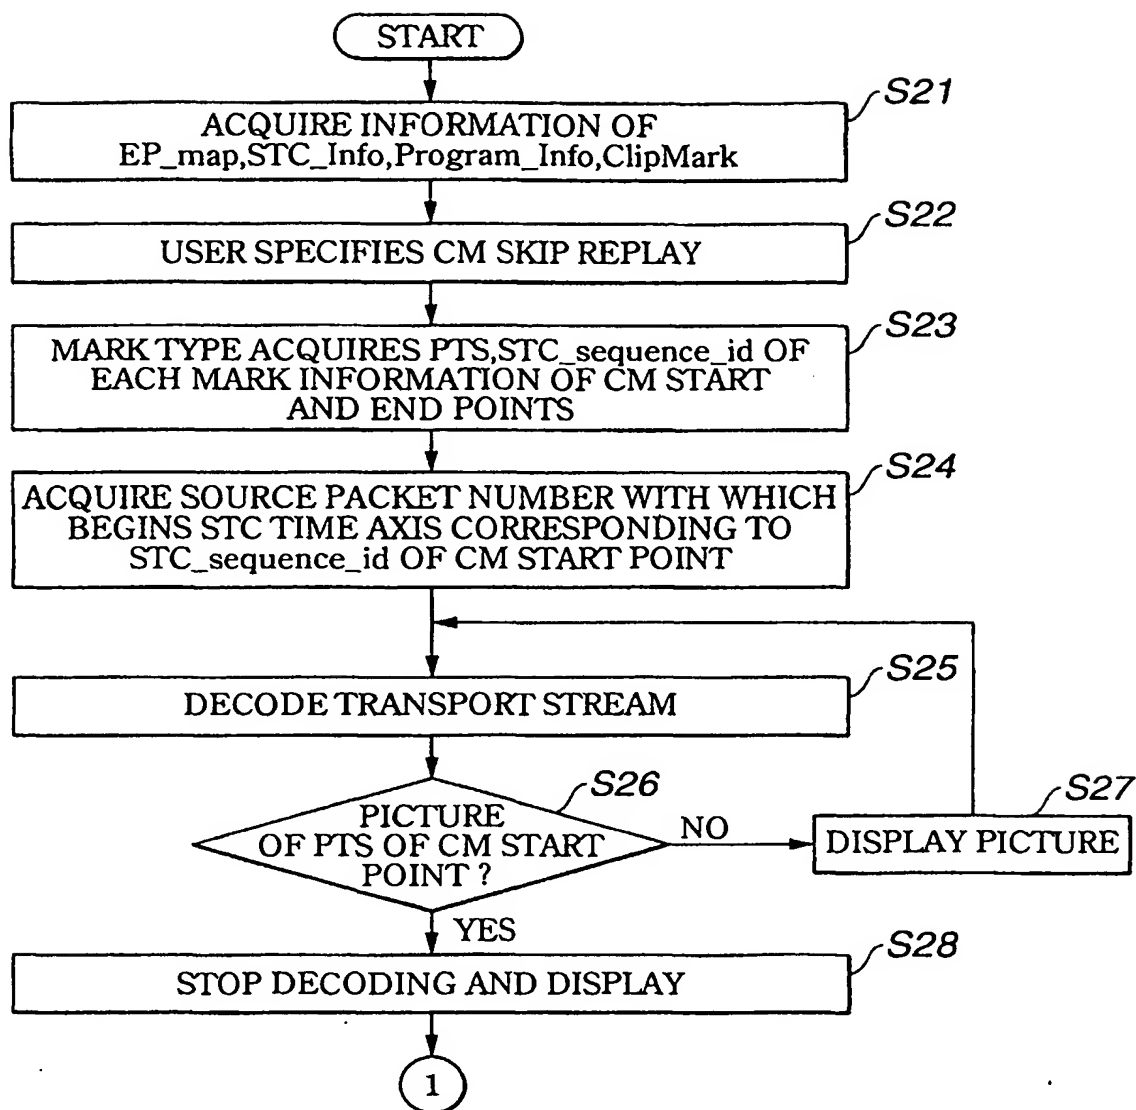 START
S21
ACQUIRE INFORMATION OF
EP_map,STC_Info,Program_Info,ClipMark
S22
USER SPECIFIES CM SKIP REPLAY
S23
MARK TYPE ACQUIRES PTS,STC_sequence_id OF
EACH MARK INFORMATION OF CM START
AND END POINTS
S24
ACQUIRE SOURCE PACKET NUMBER WITH WHICH
BEGINS STC TIME AXIS CORRESPONDING TO
STC_sequence_id OF CM START POINT
S25
DECODE TRANSPORT STREAM
S26
PICTURE
OF PTS OF CM START
POINT ?
NO
S27
DISPLAY PICTURE
YES
S28
STOP DECODING AND DISPLAY
1